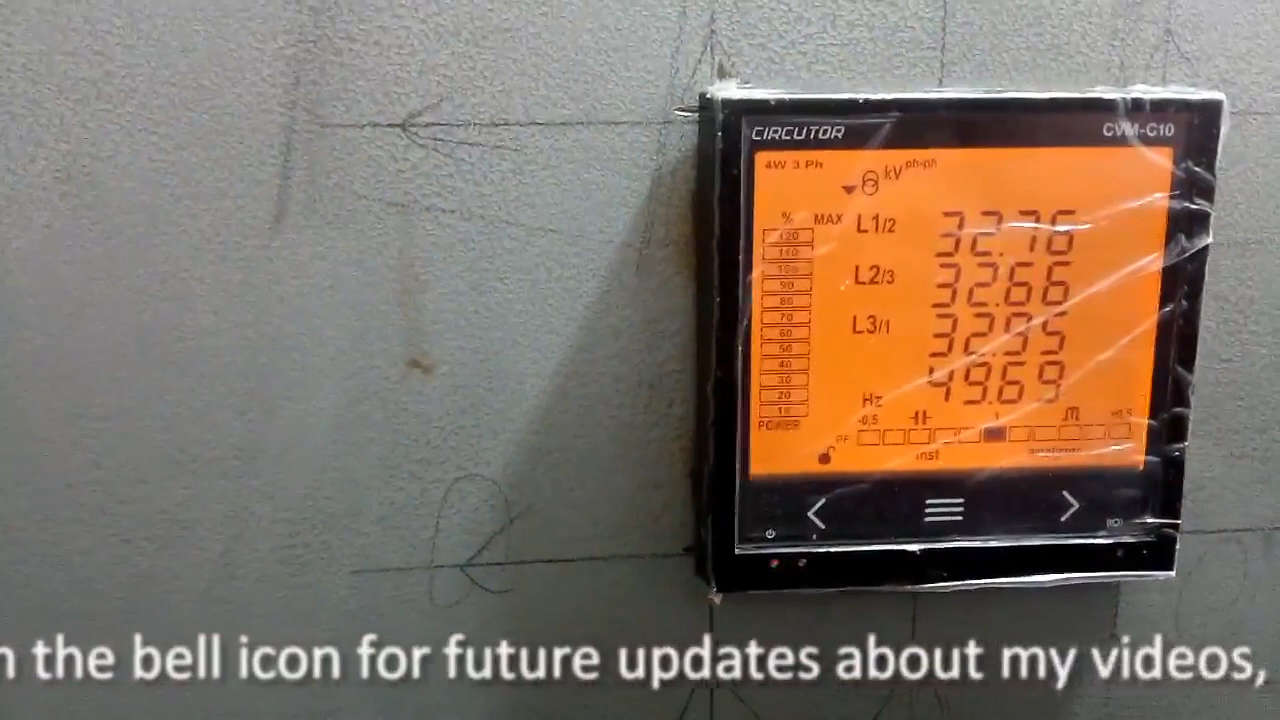 CIRCUTOR CVM-C10
4W 3 Ph
kV ph-ph
% MAX
L1/2 32.76
L2/3 32.66
L3/1 32.95
Hz 49.69
120
110
100
90
80
70
60
50
40
30
20
10
POWER
-0,5 1 +0,5
PF
inst
the bell icon for future updates about my videos,